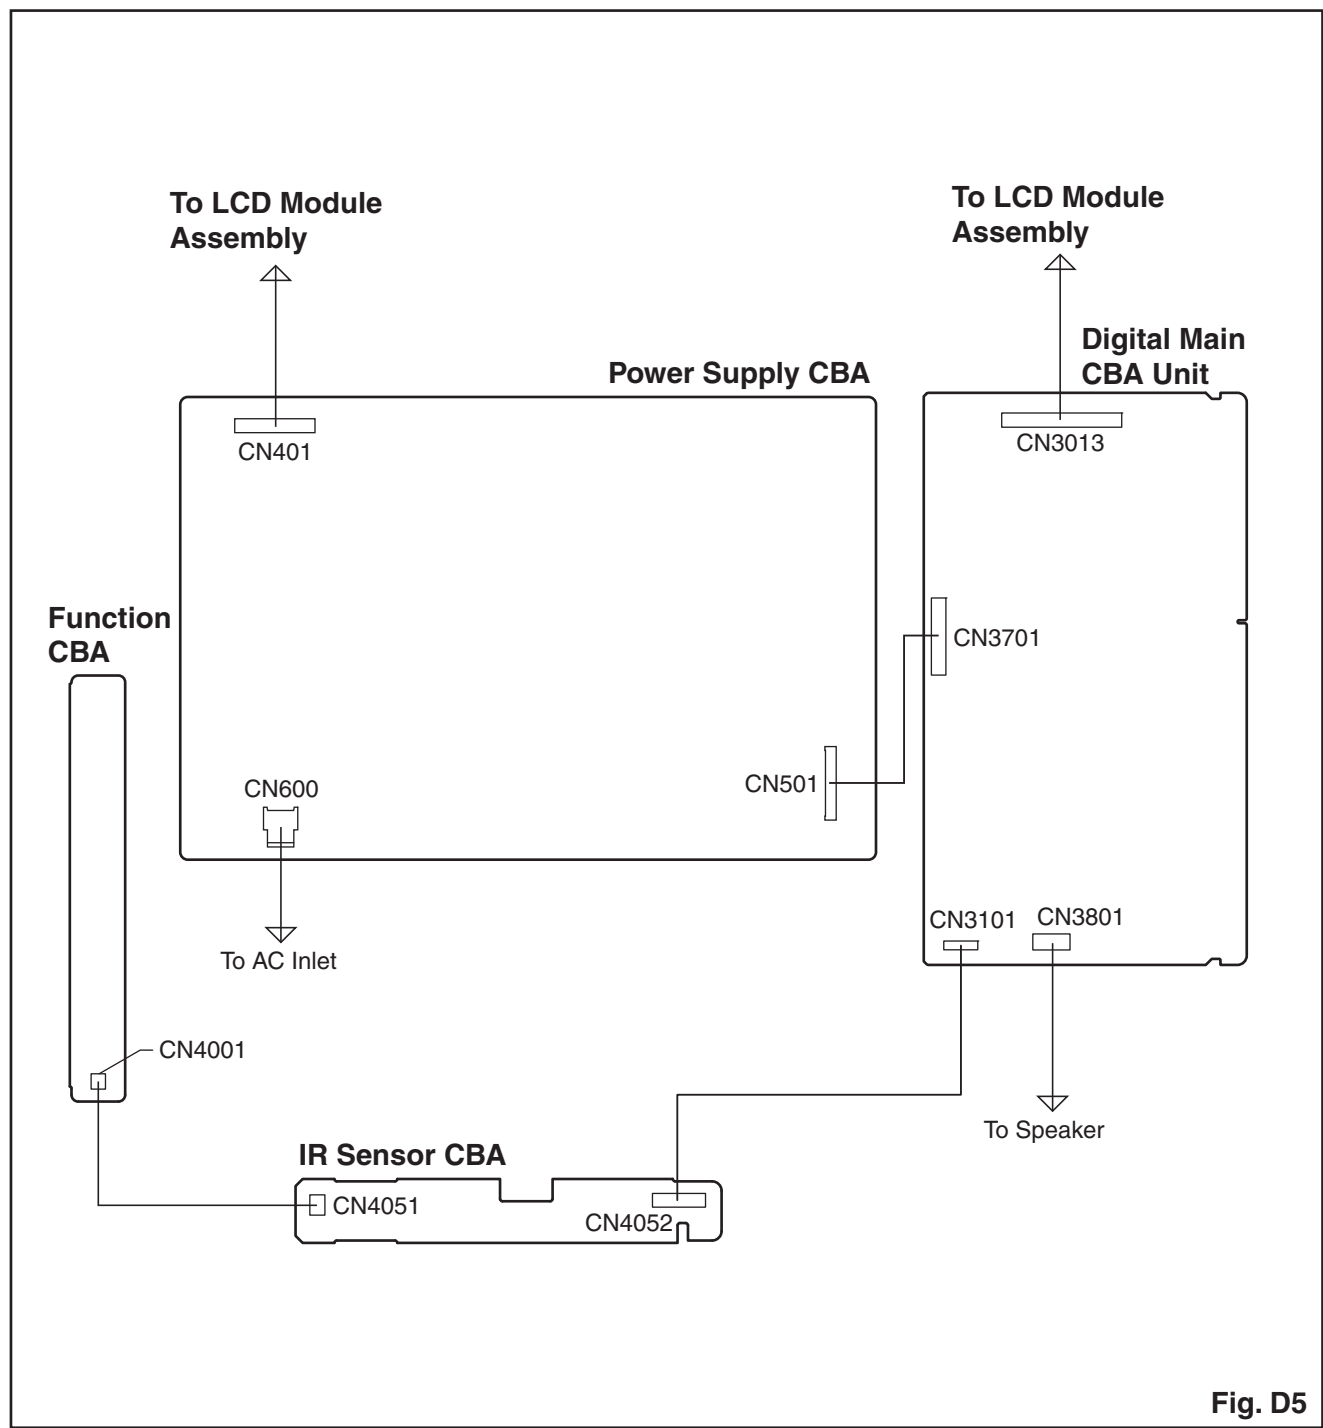 To LCD Module
Assembly
To LCD Module
Assembly
Digital Main
CBA Unit
Power Supply CBA
CN401
CN3013
Function
CBA
CN3701
CN501
CN600
CN3101
CN3801
To AC Inlet
CN4001
To Speaker
IR Sensor CBA
CN4051
CN4052
Fig. D5